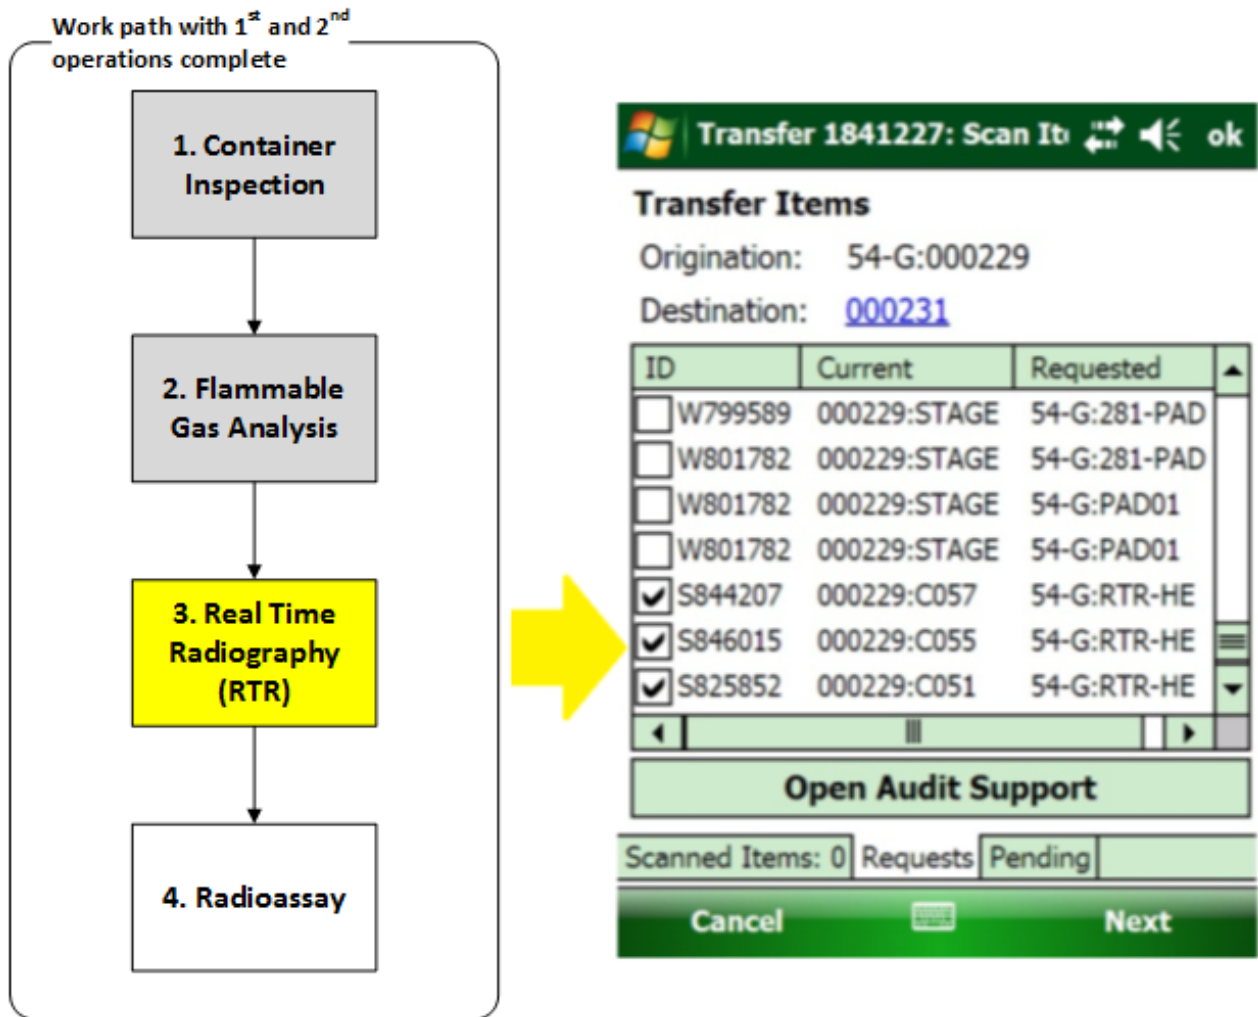 Work path with 1st and 2nd
operations complete
1. Container
Inspection
2. Flammable
Gas Analysis
3. Real Time
Radiography
(RTR)
4. Radioassay
Transfer 1841227: Scan It
ok
Transfer Items
Origination: 54-G:000229
Destination: 000231
ID Current Requested
W799589 000229:STAGE 54-G:281-PAD
W801782 000229:STAGE 54-G:281-PAD
W801782 000229:STAGE 54-G:PAD01
W801782 000229:STAGE 54-G:PAD01
S844207 000229:C057 54-G:RTR-HE
S846015 000229:C055 54-G:RTR-HE
S825852 000229:C051 54-G:RTR-HE
Open Audit Support
Scanned Items: 0 Requests Pending
Cancel Next